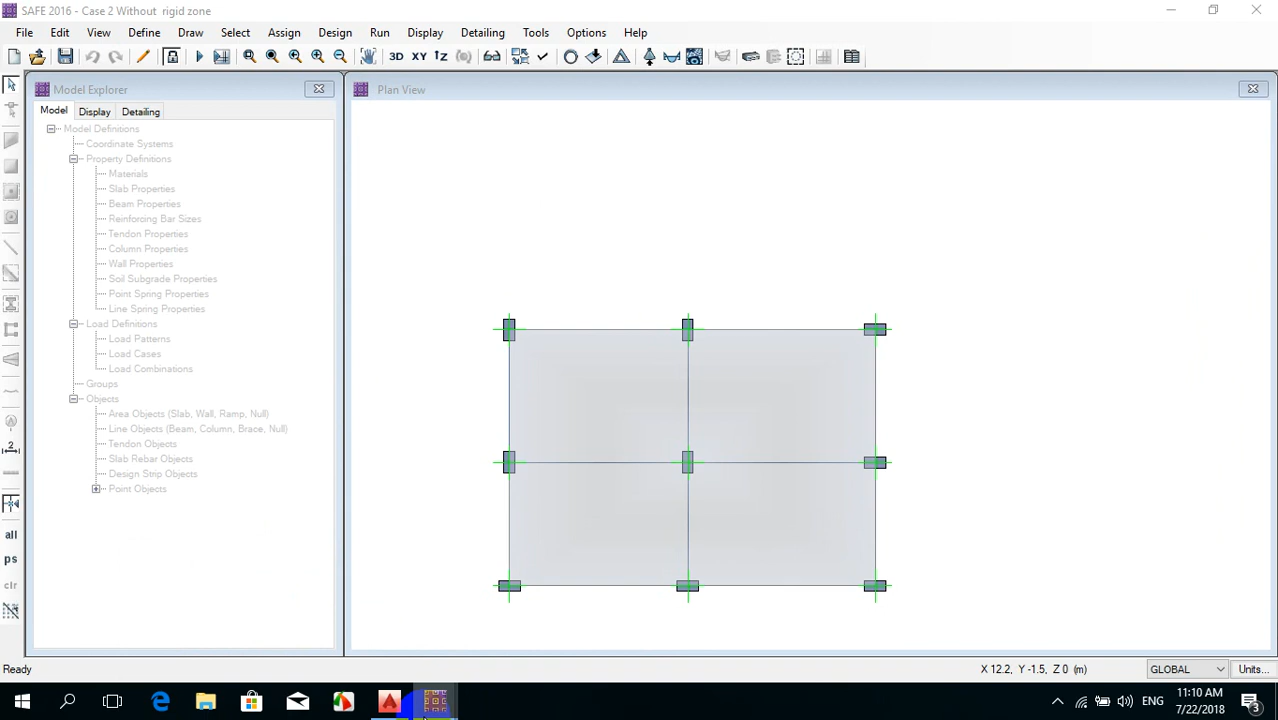 SAFE 2016 - Case 2 Without rigid zone
File Edit View Define Draw Select Assign Design Run Display Detailing Tools Options Help
3D XY
Model Explorer
Plan View
Model Display Detailing
Model Definitions
Coordinate Systems
Property Definitions
Materials
Slab Properties
Beam Properties
Reinforcing Bar Sizes
Tendon Properties
Column Properties
Wall Properties
Soil Subgrade Properties
Point Spring Properties
Line Spring Properties
Load Definitions
Load Patterns
Load Cases
Load Combinations
Groups
Objects
Area Objects (Slab, Wall, Ramp, Null)
Line Objects (Beam, Column, Brace, Null)
Tendon Objects
Slab Rebar Objects
Design Strip Objects
Point Objects
2
all
ps
clr
Ready
X 12.2, Y -1.5, Z 0 (m)
GLOBAL
Units...
ENG
11:10 AM
7/22/2018
3